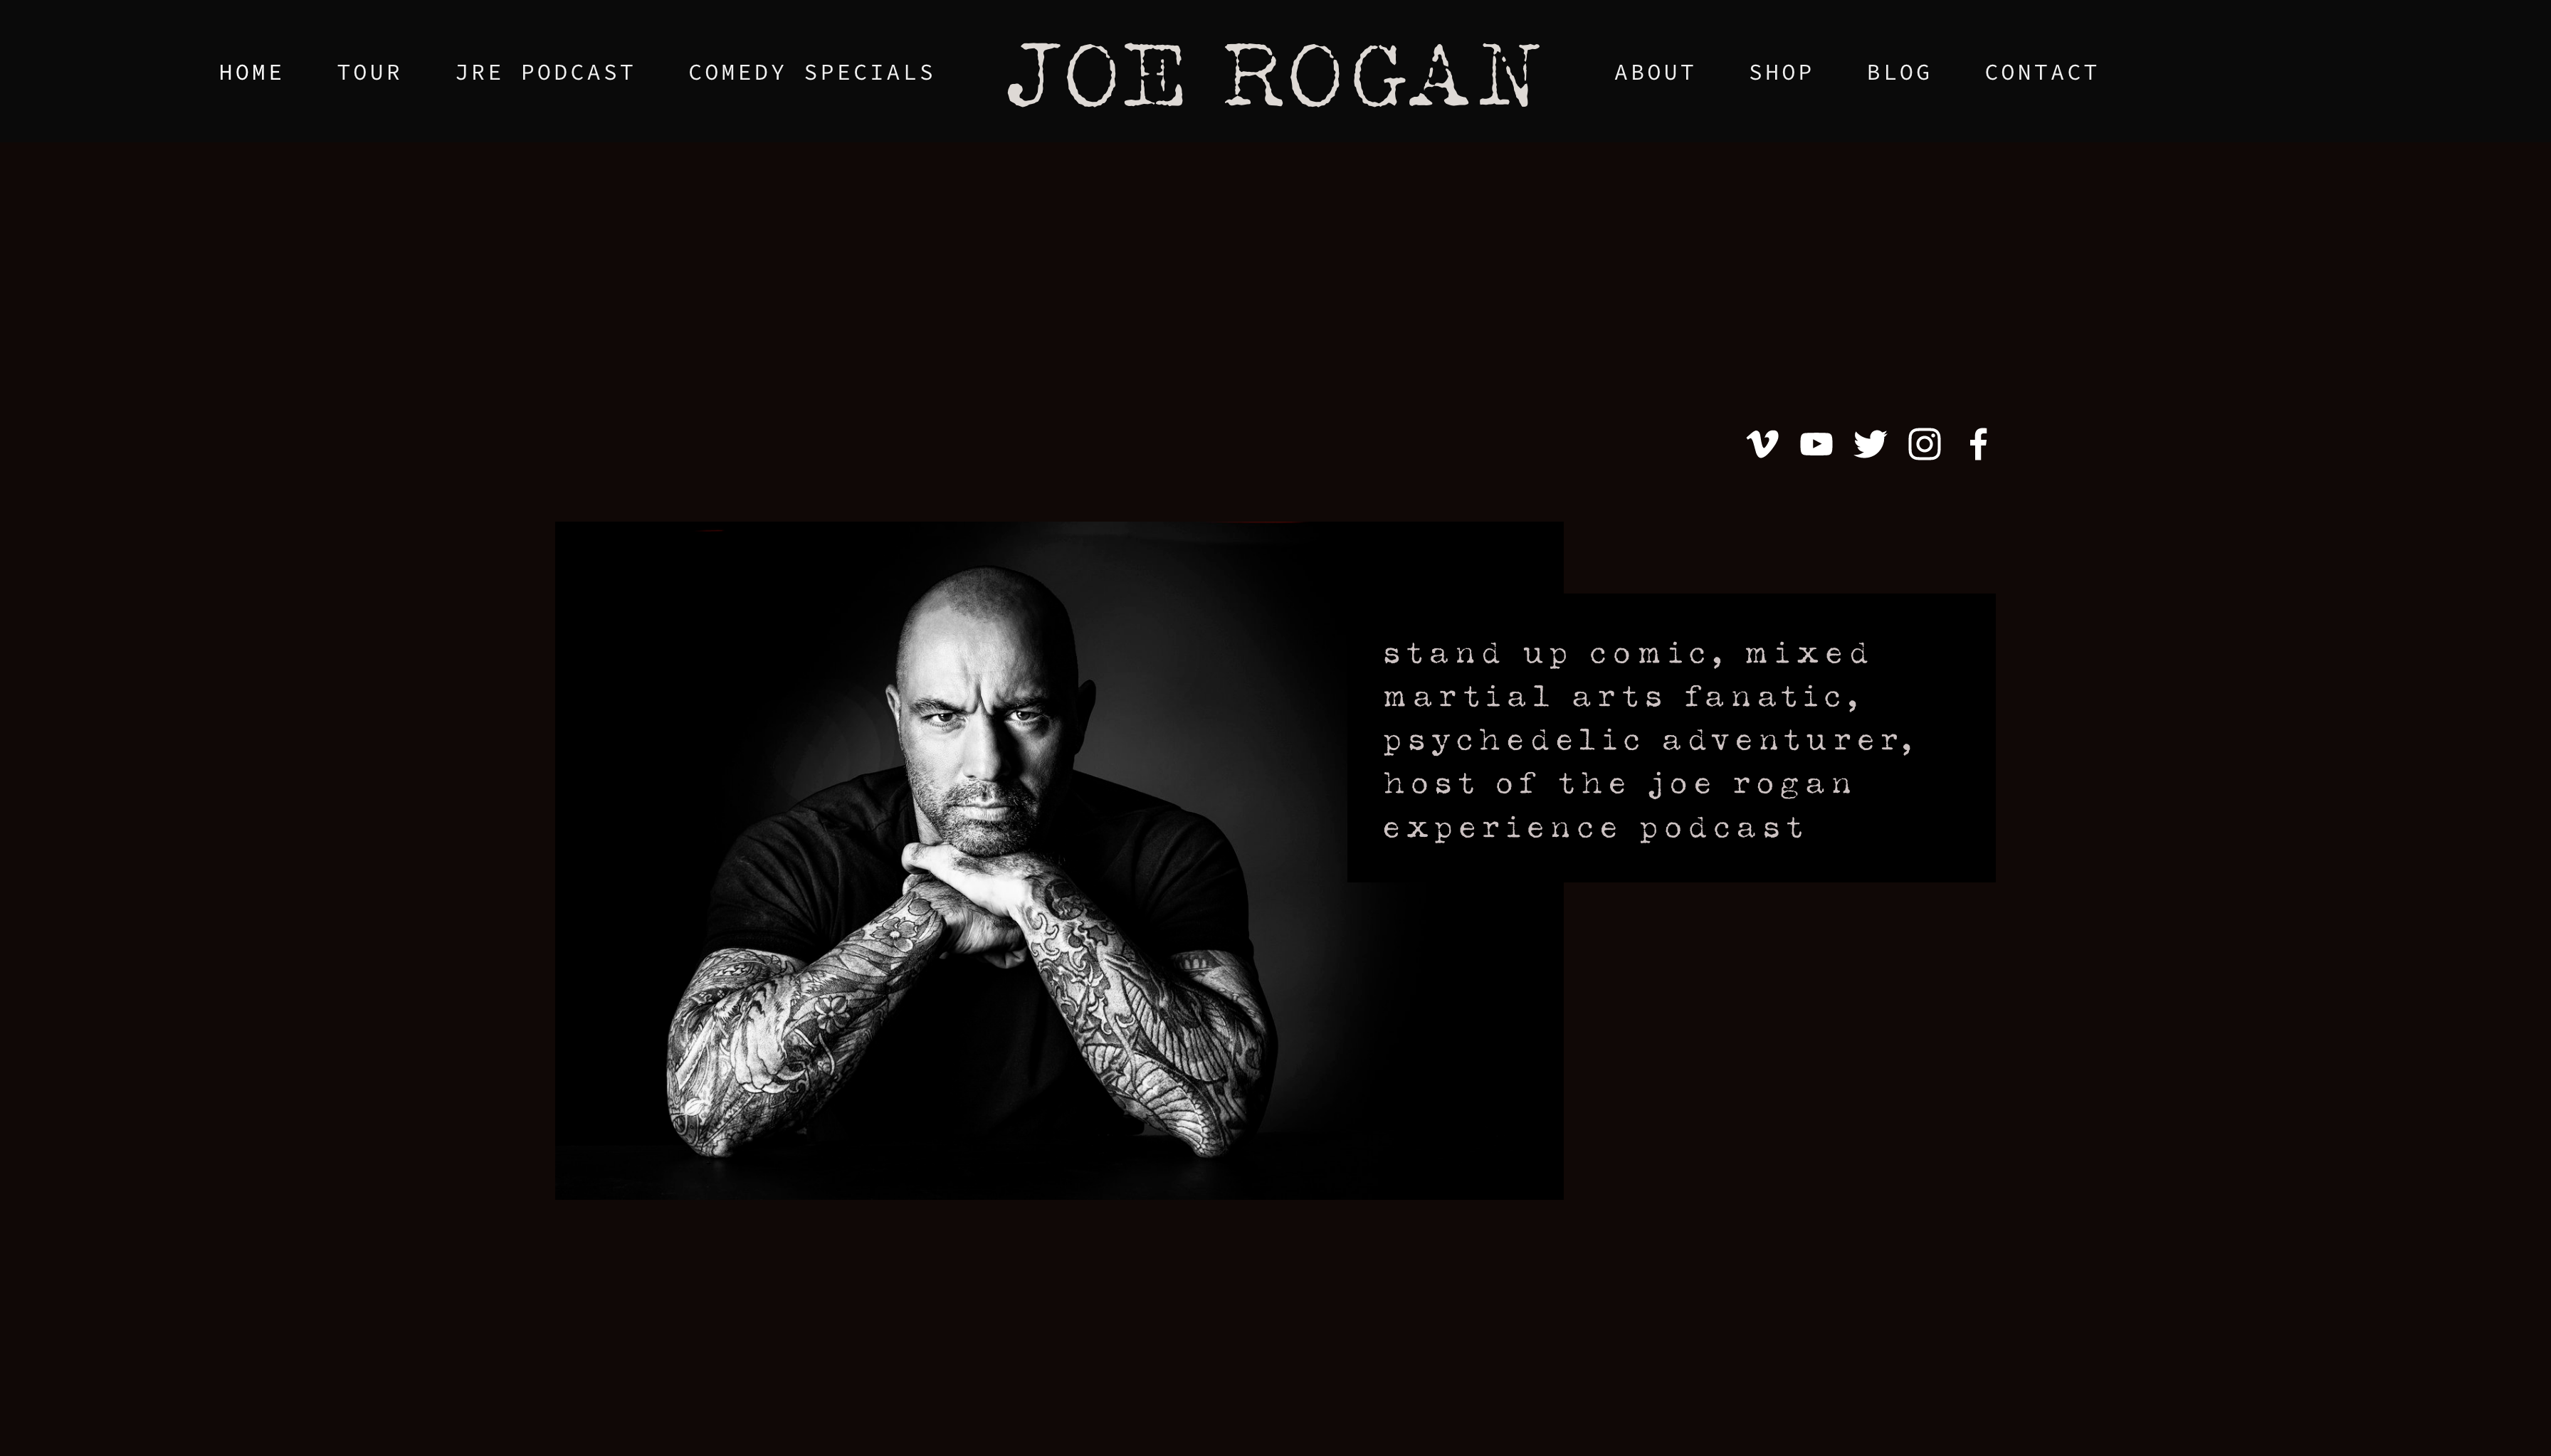 HOME TOUR JRE PODCAST COMEDY SPECIALS JOE ROGAN ABOUT SHOP BLOG CONTACT
stand up comic, mixed
martial arts fanatic,
psychedelic adventurer,
host of the joe rogan
experience podcast